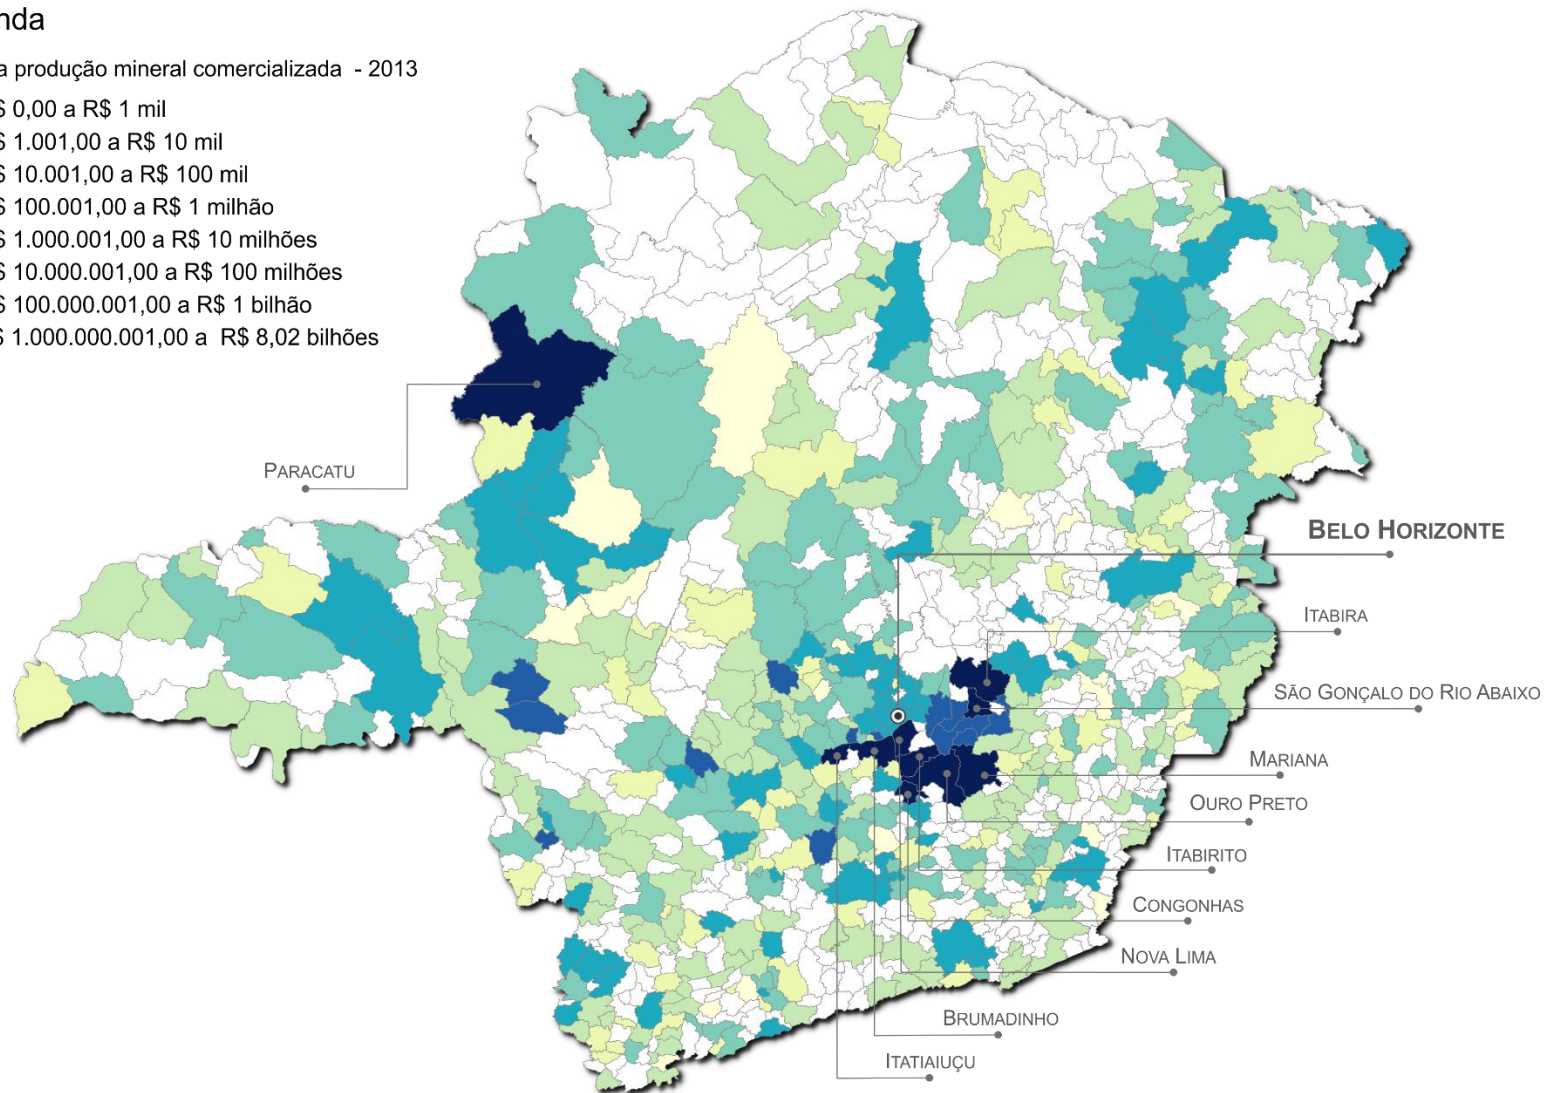 nda
a produção mineral comercializada - 2013
$ 0,00 a R$ 1 mil
$ 1.001,00 a R$ 10 mil
$ 10.001,00 a R$ 100 mil
$ 100.001,00 a R$ 1 milhão
$ 1.000.001,00 a R$ 10 milhões
$ 10.000.001,00 a R$ 100 milhões
$ 100.000.001,00 a R$ 1 bilhão
$ 1.000.000.001,00 a R$ 8,02 bilhões
PARACATU
BELO HORIZONTE
ITABIRA
SÃO GONÇALO DO RIO ABAIXO
MARIANA
OURO PRETO
ITABIRITO
CONGONHAS
NOVA LIMA
BRUMADINHO
ITATIAIUÇU